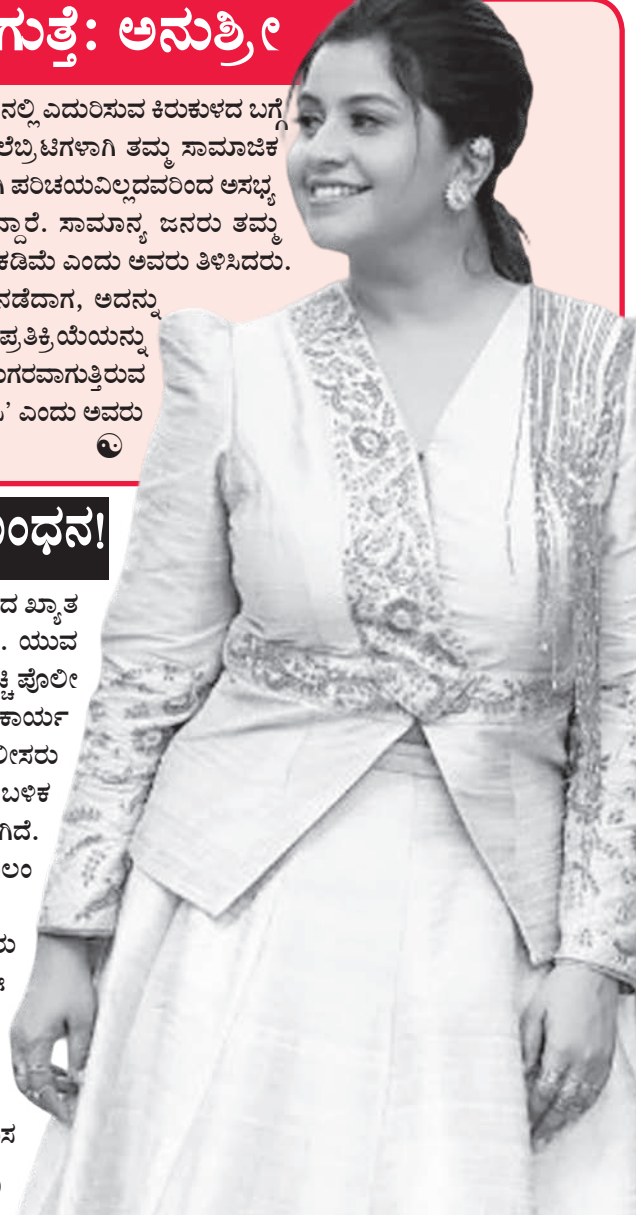 ಗುತ್ತೆ: ಅನುಶ್ರೀ
ನಲ್ಲಿ ಎದುರಿಸುವ ಕಿರುಕುಳದ ಬಗ್ಗೆ
ಲೆಬ್ರಿಟಿಗಳಾಗಿ ತಮ್ಮ ಸಾಮಾಜಿಕ
ಪರಿಚಯವಿಲ್ಲದವರಿಂದ ಅಸಭ್ಯ
ದ್ದಾರೆ. ಸಾಮಾನ್ಯ ಜನರು ತಮ್ಮ
ಕಡಿಮೆ ಎಂದು ಅವರು ತಿಳಿಸಿದರು.
ನಡೆದಾಗ, ಅದನ್ನು
ಪ್ರತಿಕ್ರಿಯೆಯನ್ನು
ಂಗರವಾಗುತ್ತಿರುವ
' ಎಂದು ಅವರು
ಂಧನ!
ದ ಖ್ಯಾತ
. ಯುವ
ಚ್ಚಿ ಪೊಲೀ
ಕಾರ್ಯ
ಲೀಸರು
ಬಳಿಕ
ಗಿದೆ.
ಲಂ
ರು
ಸ